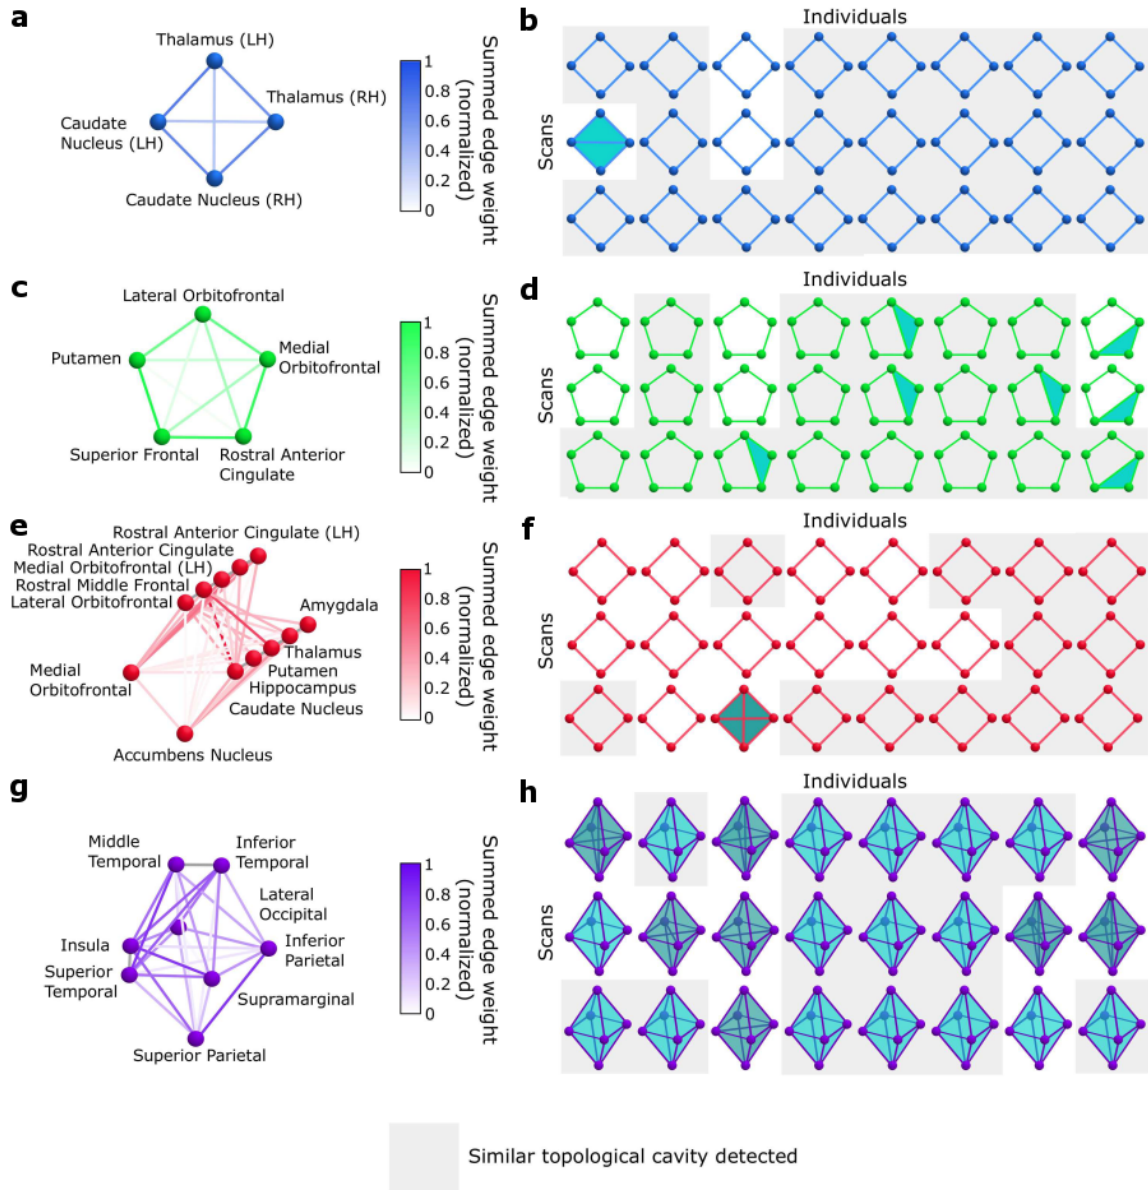 a
Thalamus (LH)
Thalamus (RH)
Caudate
Nucleus (LH)
Caudate Nucleus (RH)
1
0.8
0.6
0.4
0.2
0
Summed edge weight
(normalized)
b
Individuals
Scans
c
Lateral Orbitofrontal
Putamen
Medial
Orbitofrontal
Superior Frontal
Rostral Anterior
Cingulate
1
0.8
0.6
0.4
0.2
0
Summed edge weight
(normalized)
d
Individuals
Scans
e
Rostral Anterior Cingulate (LH)
Rostral Anterior Cingulate
Medial Orbitofrontal (LH)
Rostral Middle Frontal
Lateral Orbitofrontal
Amygdala
Thalamus
Putamen
Hippocampus
Caudate Nucleus
Medial
Orbitofrontal
Accumbens Nucleus
1
0.8
0.6
0.4
0.2
0
Summed edge weight
(normalized)
f
Individuals
Scans
g
Middle
Temporal
Inferior
Temporal
Lateral
Occipital
Insula
Inferior
Parietal
Superior
Temporal
Supramarginal
Superior Parietal
1
0.8
0.6
0.4
0.2
0
Summed edge weight
(normalized)
h
Individuals
Scans
Similar topological cavity detected